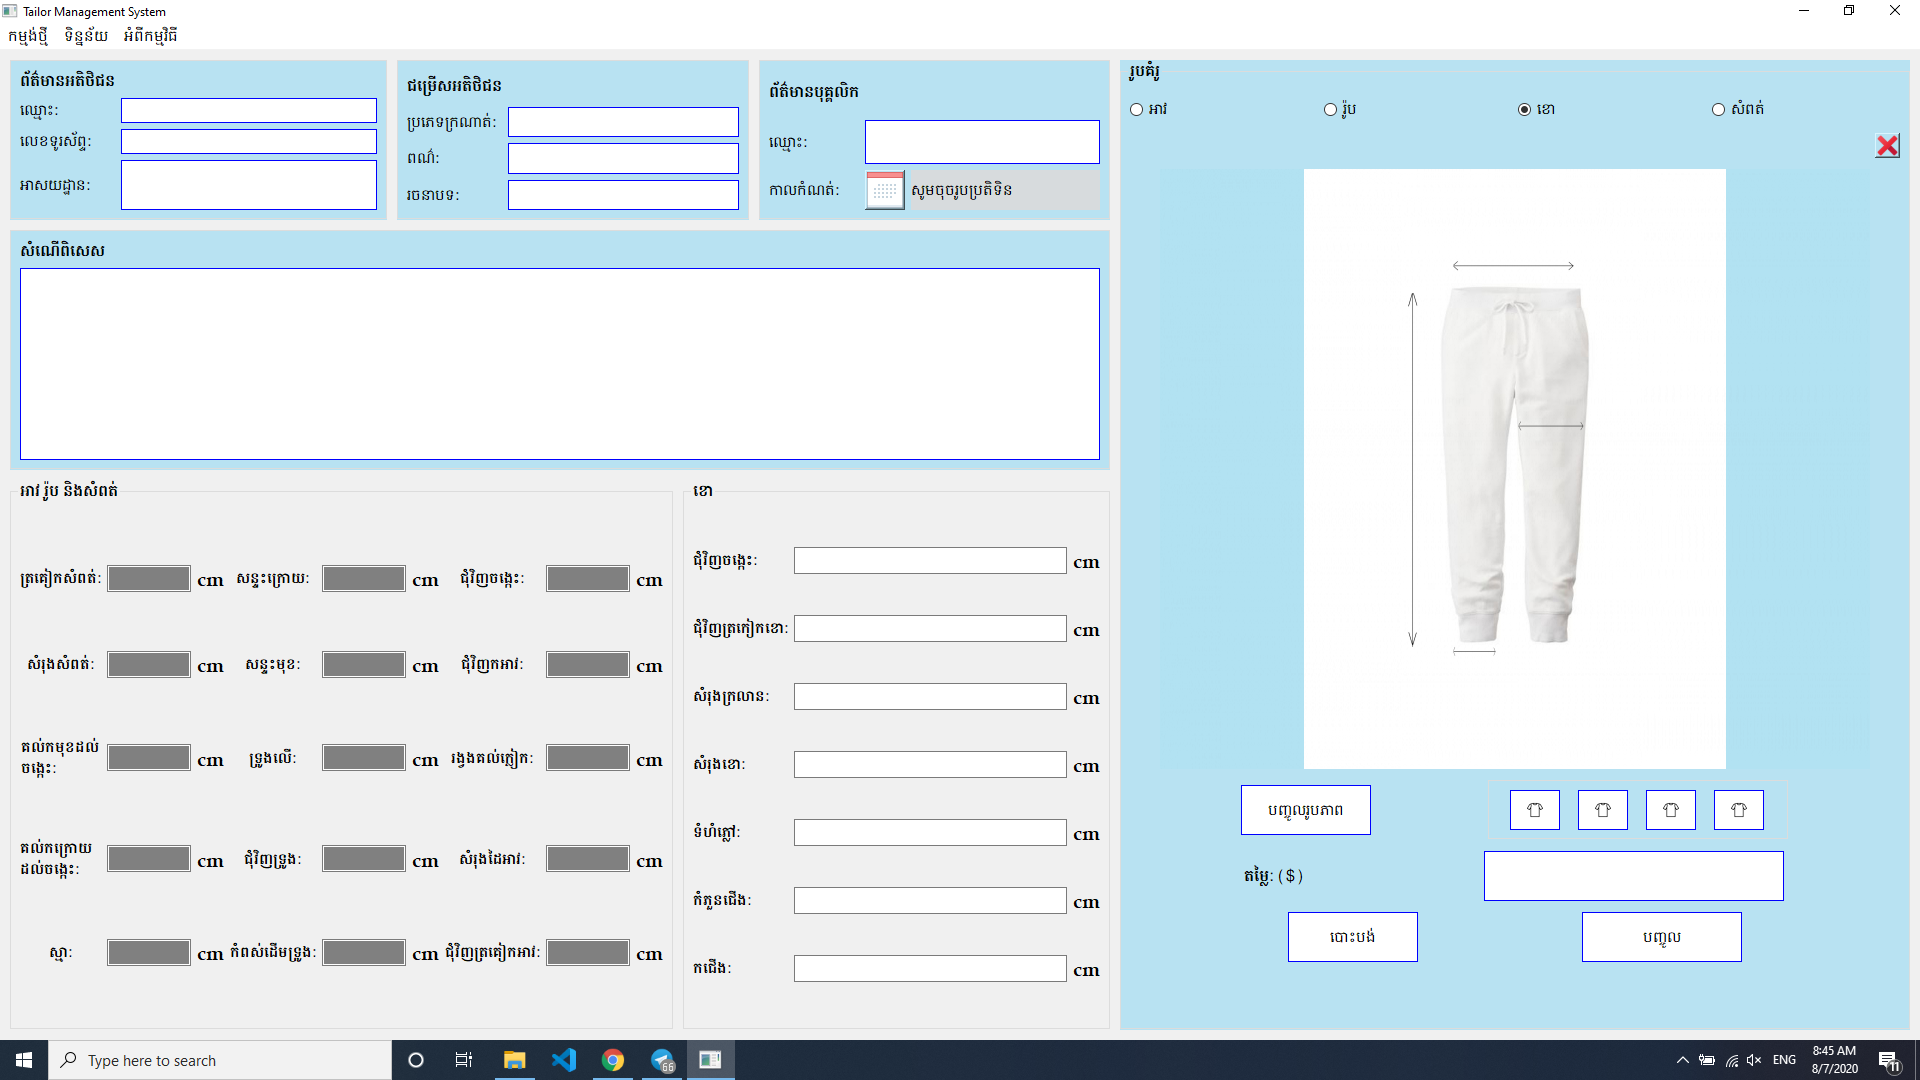 Tailor Management System
កម្មង់ថ្មី ទិន្នន័យ អំពីកម្មវិធី
ព័ត៌មានអតិថិជន
ឈ្មោះ:
លេខទូរស័ព្ទ:
អាសយដ្ឋាន:
ជម្រើសអតិថិជន
ប្រភេទក្រណាត់:
ពណ៌:
រចនាបទ:
ព័ត៌មានបុគ្គលិក
ឈ្មោះ:
កាលកំណត់: សូមចុចរូបប្រតិទិន
សំណើពិសេស
អាវ រ៉ូប និងសំពត់
ត្រគៀកសំពត់: cm សន្ទះក្រោយ: cm ជុំវិញចង្កេះ: cm
សំរុងសំពត់: cm សន្ទះមុខ: cm ជុំវិញកអាវ: cm
គល់កមុខដល់
ចង្កេះ: cm ទ្រូងលើ: cm រង្វងគល់ភ្លៀក: cm
គល់កក្រោយ
ដល់ចង្កេះ: cm ជុំវិញទ្រូង: cm សំរុងដៃអាវ: cm
ស្មា: cm កំពស់ដើមទ្រូង: cm ជុំវិញត្រគៀកអាវ: cm
ខោ
ជុំវិញចង្កេះ: cm
ជុំវិញត្រកៀកខោ: cm
សំរុងក្រលាន: cm
សំរុងខោ: cm
ទំហំភ្លៅ: cm
កំភួនជើង: cm
កជើង: cm
រូបគំរូ
អាវ រ៉ូប ខោ សំពត់
បញ្ចូលរូបភាព
តម្លៃ: ($)
បោះបង់ បញ្ចូល
Type here to search
66
ENG
8:45 AM
8/7/2020
11